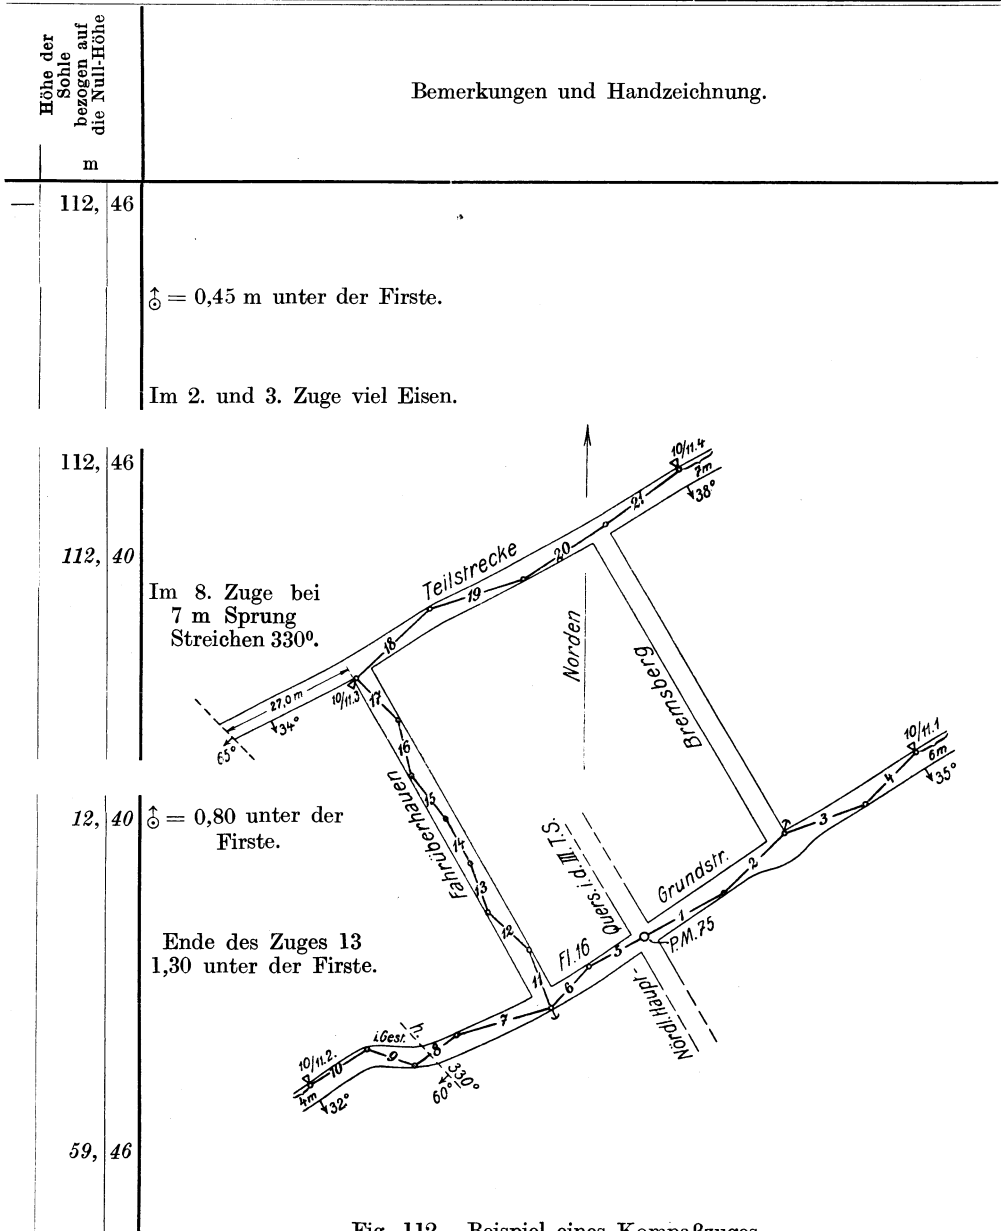 Höhe der
Sohle
bezogen auf
die Null-Höhe
m
Bemerkungen und Handzeichnung.
— 112, 46
= 0,45 m unter der Firste.
Im 2. und 3. Zuge viel Eisen.
112, 46
112, 40
Im 8. Zuge bei
7 m Sprung
Streichen 330⁰.
12, 40
= 0,80 unter der
Firste.
Ende des Zuges 13
1,30 unter der Firste.
59, 46
10/11.4
7m
38°
21
20
Teilstrecke
19
18
Norden
Bremsberg
27,0 m
10/11.3
34°
65°
17
16
15
14
13
12
11
Fahrüberhauen
10/11.1
6m
35°
4
3
2
1
Grundstr.
Quers.i.d.III.T.S.
P.M.75
Nördl.Haupt-
Fl.16
5
6
7
8
9
10
i.Gest.
h.
330°
60°
10/11.2.
4m
32°
Fig. 112. Beispiel eines Kompaßzuges